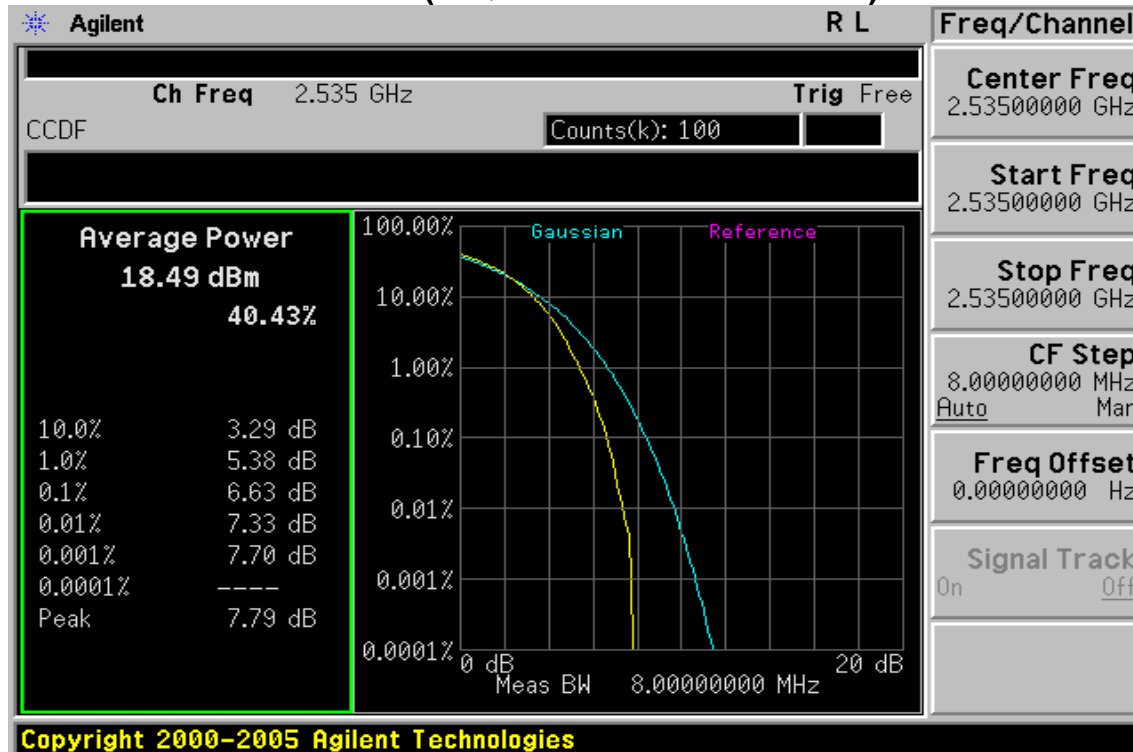 Agilent
R L
Freq/Channel
Ch Freq 2.535 GHz
Trig Free
CCDF
Counts(k): 100
Center Freq
2.53500000 GHz
Start Freq
2.53500000 GHz
Stop Freq
2.53500000 GHz
CF Step
8.00000000 MHz
Auto Man
Freq Offset
0.00000000 Hz
Signal Track
On Off
Average Power
18.49 dBm
40.43%
10.0% 3.29 dB
1.0% 5.38 dB
0.1% 6.63 dB
0.01% 7.33 dB
0.001% 7.70 dB
0.0001% ----
Peak 7.79 dB
Gaussian
Reference
100.00%
10.00%
1.00%
0.10%
0.01%
0.001%
0.0001%
0 dB
20 dB
Meas BW 8.00000000 MHz
Copyright 2000-2005 Agilent Technologies